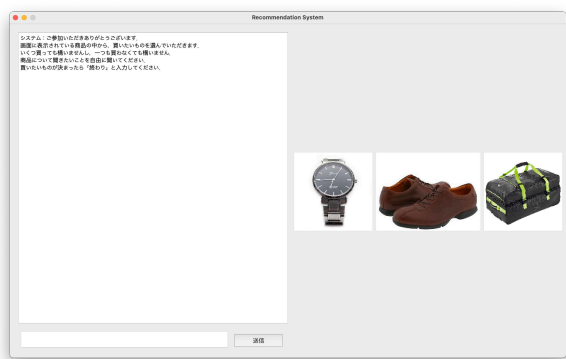 Recommendation System
システム：ご参加いただきありがとうございます．
画面に表示されている商品の中から，買いたいものを選んでいただきます．
いくつ買っても構いませんし，一つも買わなくても構いません．
商品について聞きたいことを自由に聞いてください．
買いたいものが決まったら「終わり」と入力してください．
送信